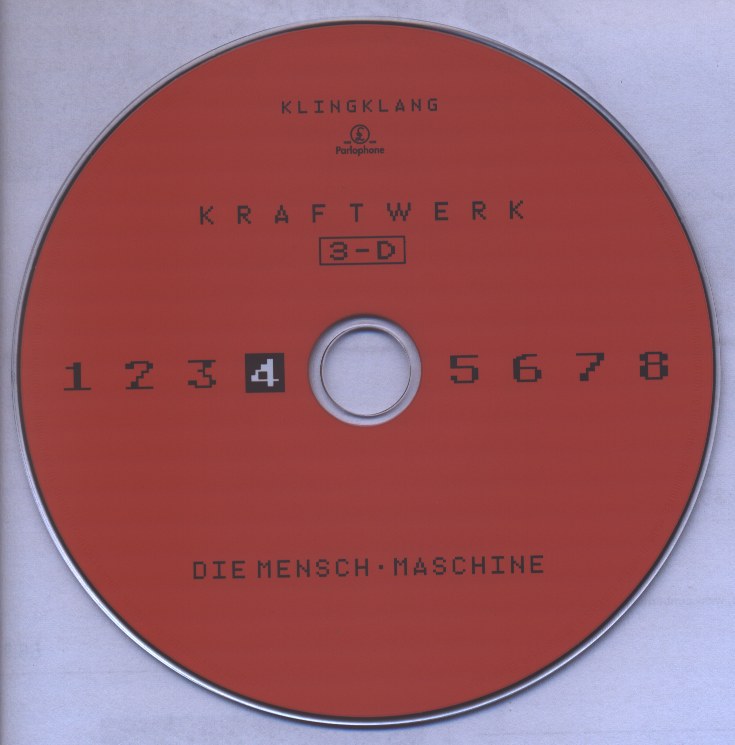 KLINGKLANG
Parlophone
KRAFTWERK
3-D
1 2 3 4 5 6 7 8
DIE MENSCH·MASCHINE